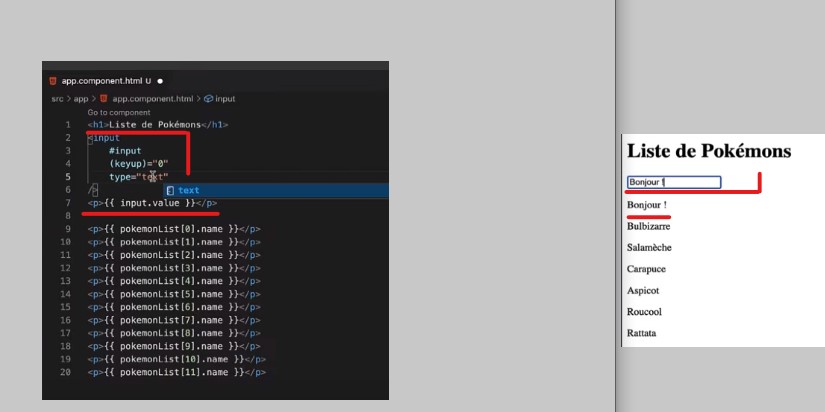 app.component.html U ●
src > app > app.component.html > input
Go to component
1 <h1>Liste de Pokémons</h1>
2 <input
3 #input
4 (keyup)="0"
5 type="text"
6 />
text
7 <p>{{ input.value }}</p>
8
9 <p>{{ pokemonList[0].name }}</p>
10 <p>{{ pokemonList[1].name }}</p>
11 <p>{{ pokemonList[2].name }}</p>
12 <p>{{ pokemonList[3].name }}</p>
13 <p>{{ pokemonList[4].name }}</p>
14 <p>{{ pokemonList[5].name }}</p>
15 <p>{{ pokemonList[6].name }}</p>
16 <p>{{ pokemonList[7].name }}</p>
17 <p>{{ pokemonList[8].name }}</p>
18 <p>{{ pokemonList[9].name }}</p>
19 <p>{{ pokemonList[10].name }}</p>
20 <p>{{ pokemonList[11].name }}</p>
Liste de Pokémons
Bonjour !
Bonjour !
Bulbizarre
Salamèche
Carapuce
Aspicot
Roucool
Rattata